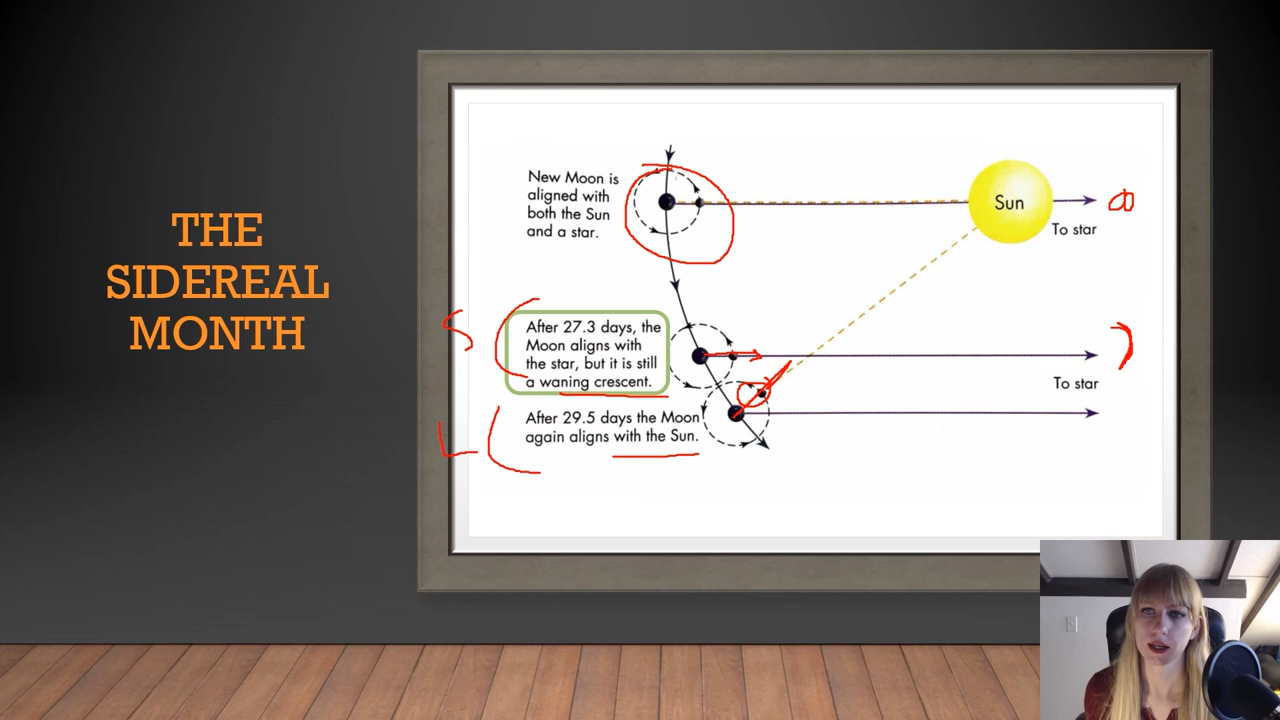 THE
SIDEREAL
MONTH
New Moon is
aligned with
both the Sun
and a star.
Sun
To star
S
After 27.3 days, the
Moon aligns with
the star, but it is still
a waning crescent.
To star
L
After 29.5 days the Moon
again aligns with the Sun.